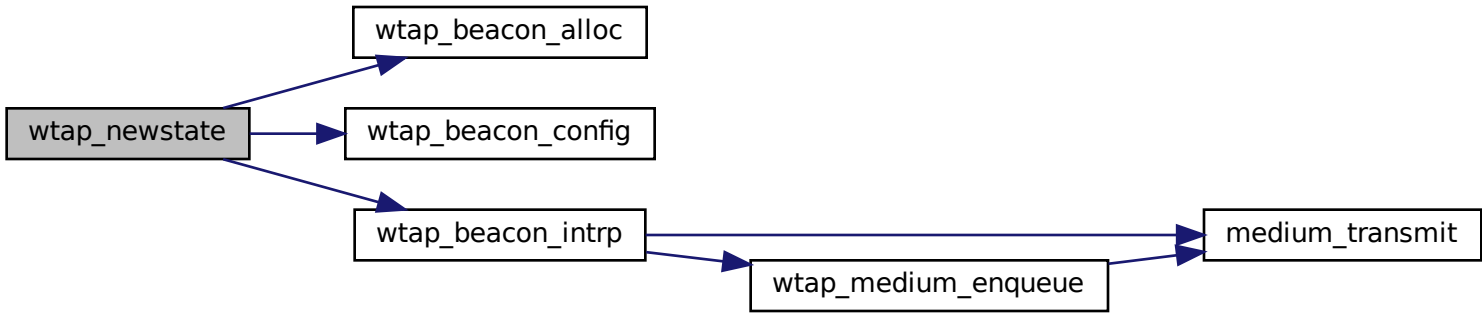 wtap_beacon_alloc
wtap_newstate
wtap_beacon_config
wtap_beacon_intrp
medium_transmit
wtap_medium_enqueue